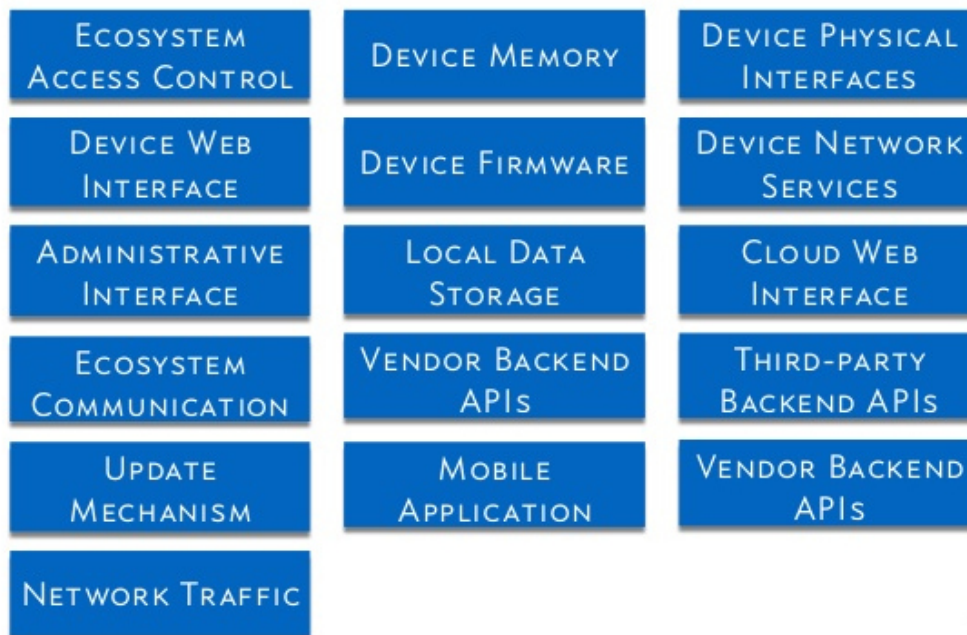 Ecosystem
Access Control
Device Memory
Device Physical
Interfaces
Device Web
Interface
Device Firmware
Device Network
Services
Administrative
Interface
Local Data
Storage
Cloud Web
Interface
Ecosystem
Communication
Vendor Backend
APIs
Third-party
Backend APIs
Update
Mechanism
Mobile
Application
Vendor Backend
APIs
Network Traffic